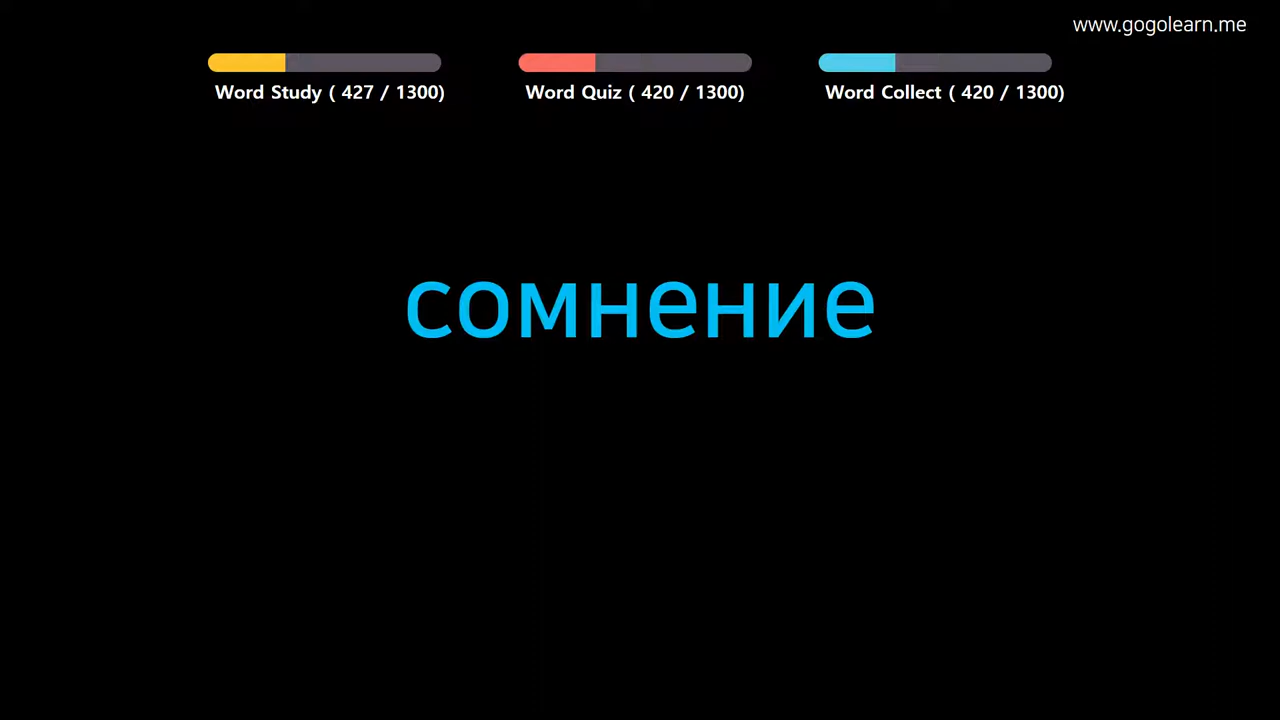 www.gogolearn.me
Word Study ( 427 / 1300)
Word Quiz ( 420 / 1300)
Word Collect ( 420 / 1300)
сомнение